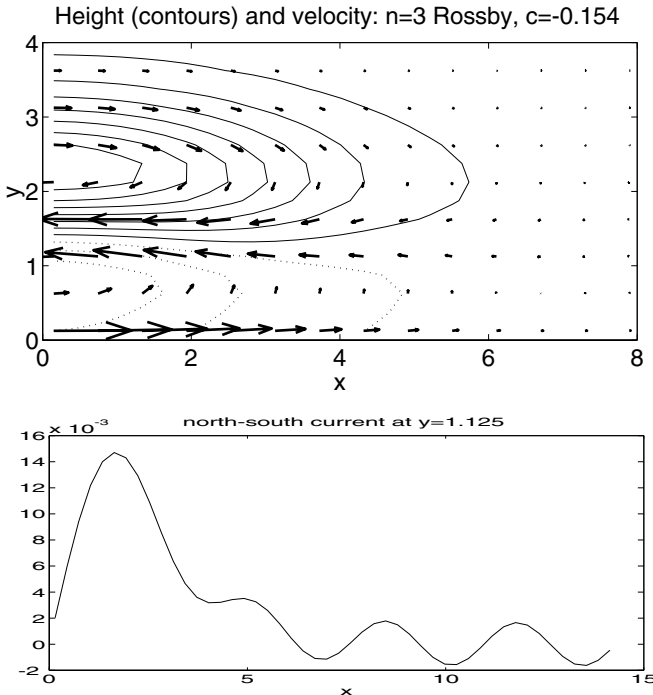 Height (contours) and velocity: n=3 Rossby, c=-0.154
4
3
2
1
0
y
0 2 4 6 8
x
x 10^-3 north-south current at y=1.125
16
14
12
10
8
6
4
2
0
-2
0 5 10 15
x